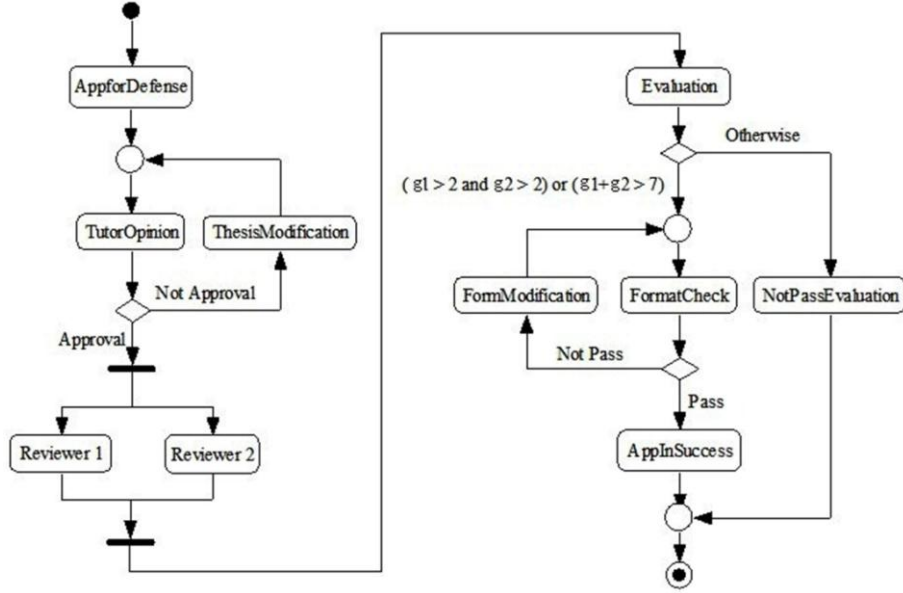 AppforDefense
TutorOpinion
ThesisModification
Not Approval
Approval
Reviewer 1
Reviewer 2
Evaluation
Otherwise
( g1 > 2 and g2 > 2) or (g1+g2 > 7)
FormModification
FormatCheck
NotPassEvaluation
Not Pass
Pass
AppInSuccess